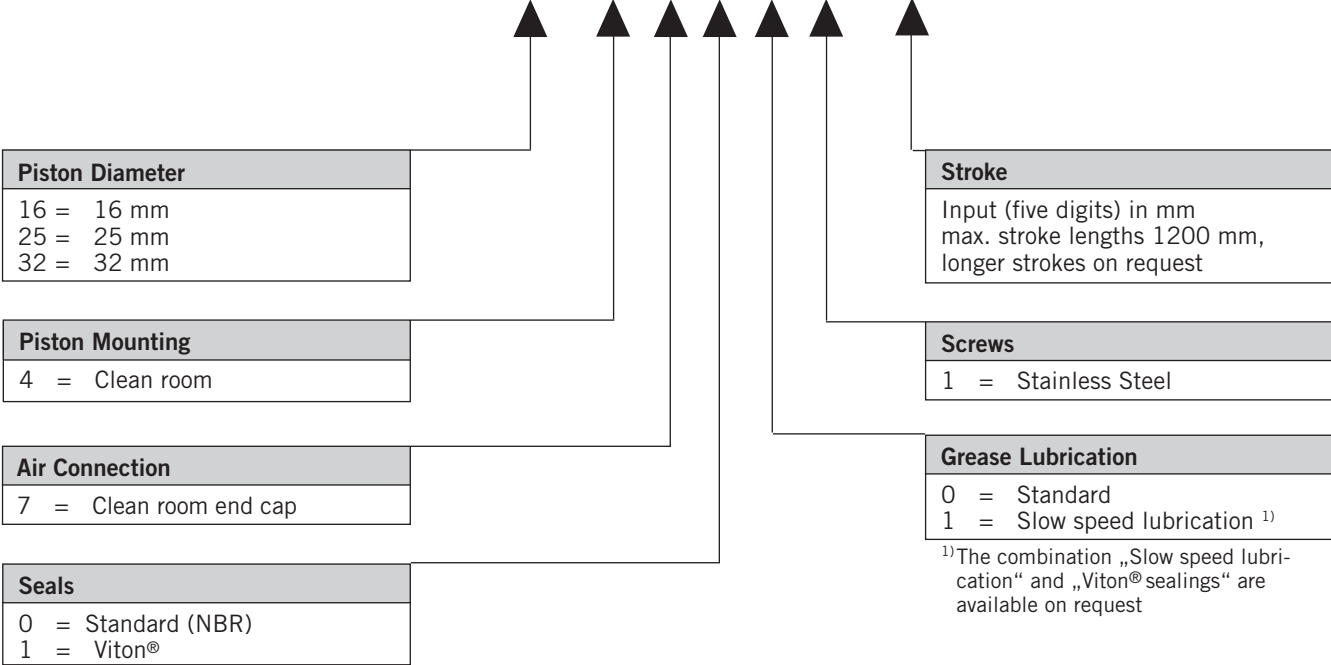 Piston Diameter
16 = 16 mm
25 = 25 mm
32 = 32 mm
Piston Mounting
4 = Clean room
Air Connection
7 = Clean room end cap
Seals
0 = Standard (NBR)
1 = Viton®
Stroke
Input (five digits) in mm
max. stroke lengths 1200 mm,
longer strokes on request
Screws
1 = Stainless Steel
Grease Lubrication
0 = Standard
1 = Slow speed lubrication 1)
1) The combination „Slow speed lubri-
cation“ and „Viton® sealings“ are
available on request